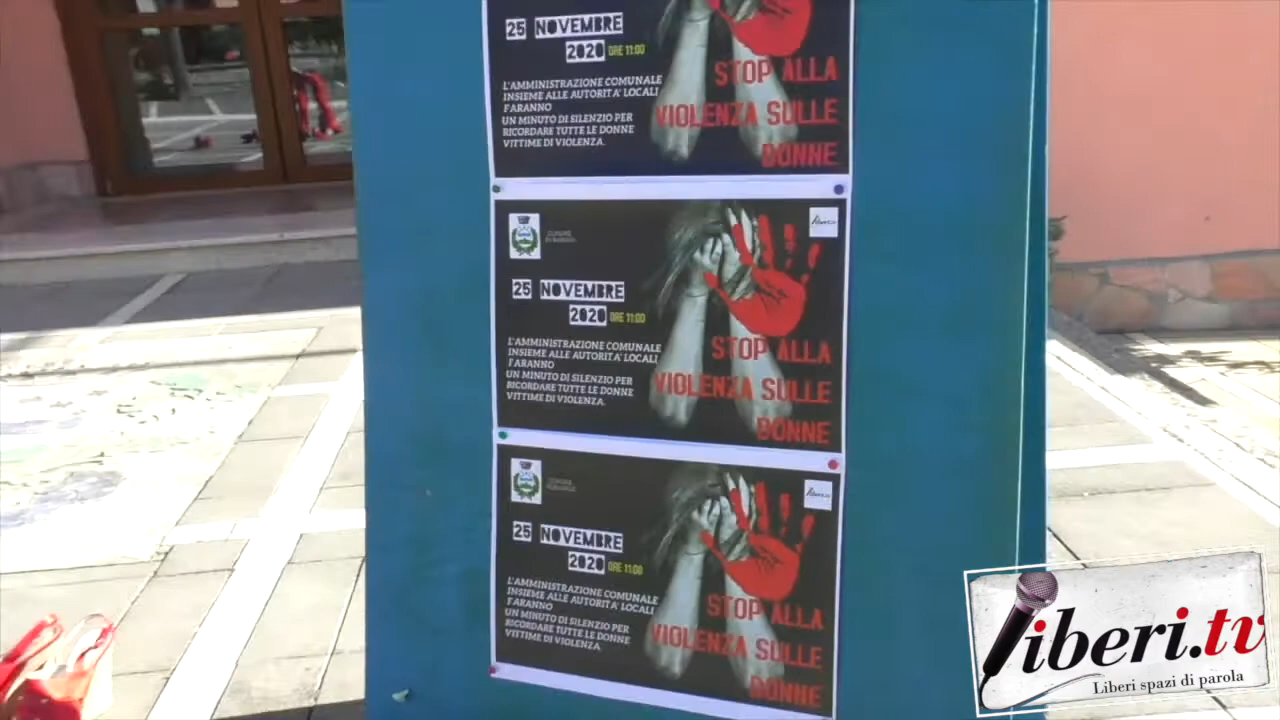 25 NOVEMBRE
2020 ORE 11:00
L'AMMINISTRAZIONE COMUNALE
INSIEME ALLE AUTORITA' LOCALI
FARANNO
UN MINUTO DI SILENZIO PER
RICORDARE TUTTE LE DONNE
VITTIME DI VIOLENZA.
STOP ALLA
VIOLENZA SULLE
DONNE
COMUNE
25 NOVEMBRE
2020 ORE 11:00
L'AMMINISTRAZIONE COMUNALE
INSIEME ALLE AUTORITA' LOCALI
FARANNO
UN MINUTO DI SILENZIO PER
RICORDARE TUTTE LE DONNE
VITTIME DI VIOLENZA.
STOP ALLA
VIOLENZA SULLE
DONNE
25 NOVEMBRE
2020 ORE 11:00
L'AMMINISTRAZIONE COMUNALE
INSIEME ALLE AUTORITA' LOCALI
FARANNO
UN MINUTO DI SILENZIO PER
RICORDARE TUTTE LE DONNE
VITTIME DI VIOLENZA.
STOP ALLA
VIOLENZA SULLE
DONNE
liberi.tv
Liberi spazi di parola